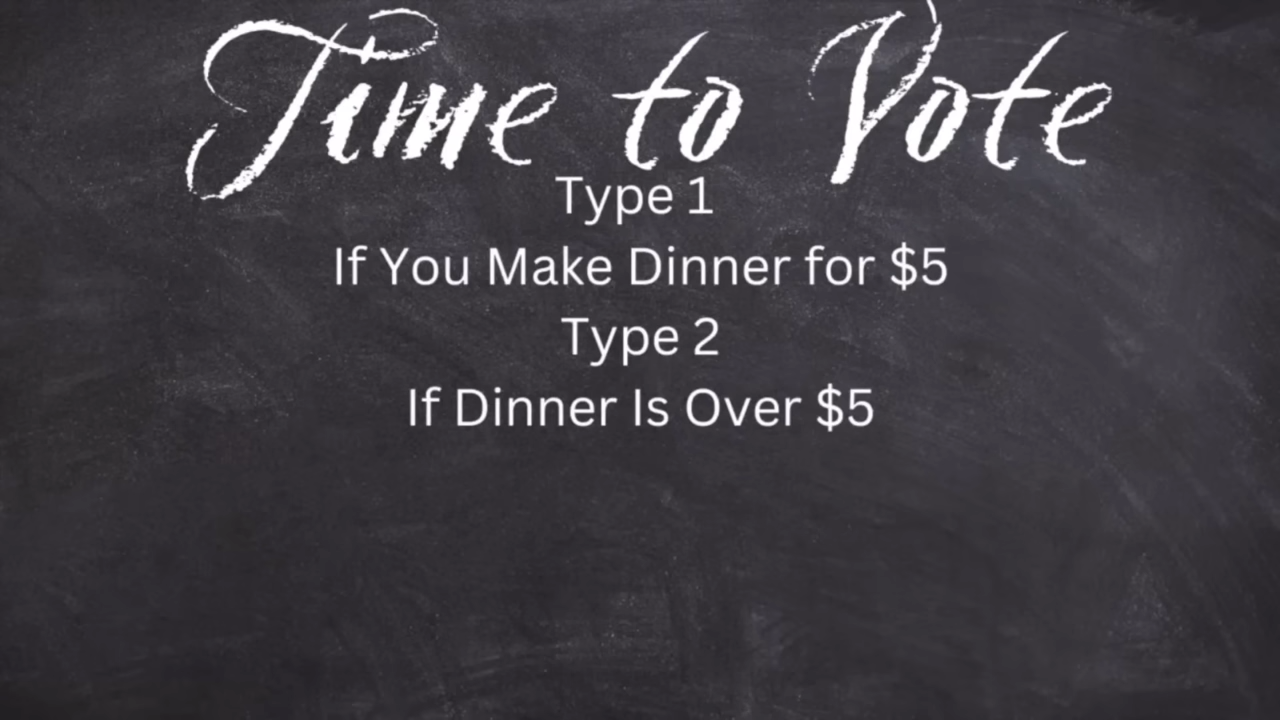 Time to Vote
Type 1
If You Make Dinner for $5
Type 2
If Dinner Is Over $5